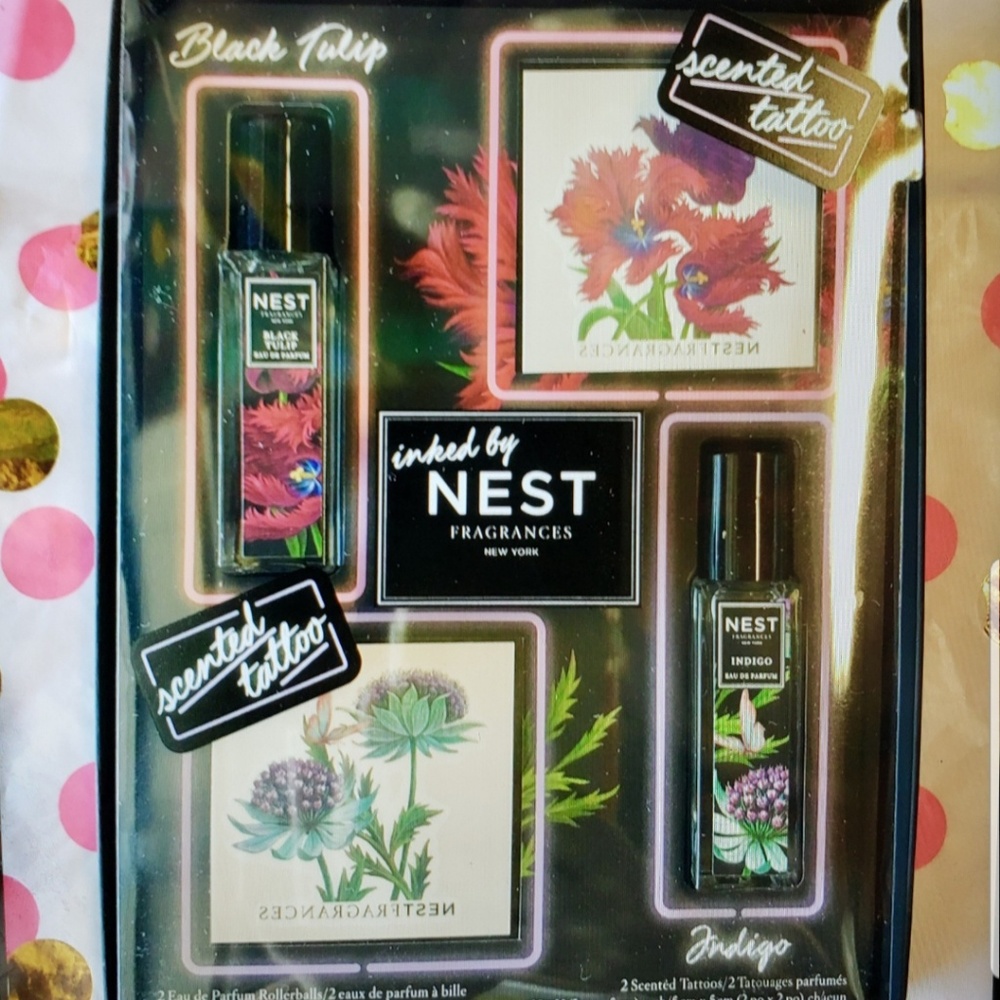 Black Tulip
scented
tattoo
NEST
FRAGRANCES
NEW YORK
BLACK
TULIP
EAU DE PARFUM
NESTFRAGRANCES
inked by
NEST
FRAGRANCES
NEW YORK
scented
tattoo
NEST
FRAGRANCES
NEW YORK
INDIGO
EAU DE PARFUM
NESTFRAGRANCES
Indigo
2 Eau de Parfum Rollerballs/2 eaux de parfum à bille
2 Scented Tattoos/2 Tatouages parfumés